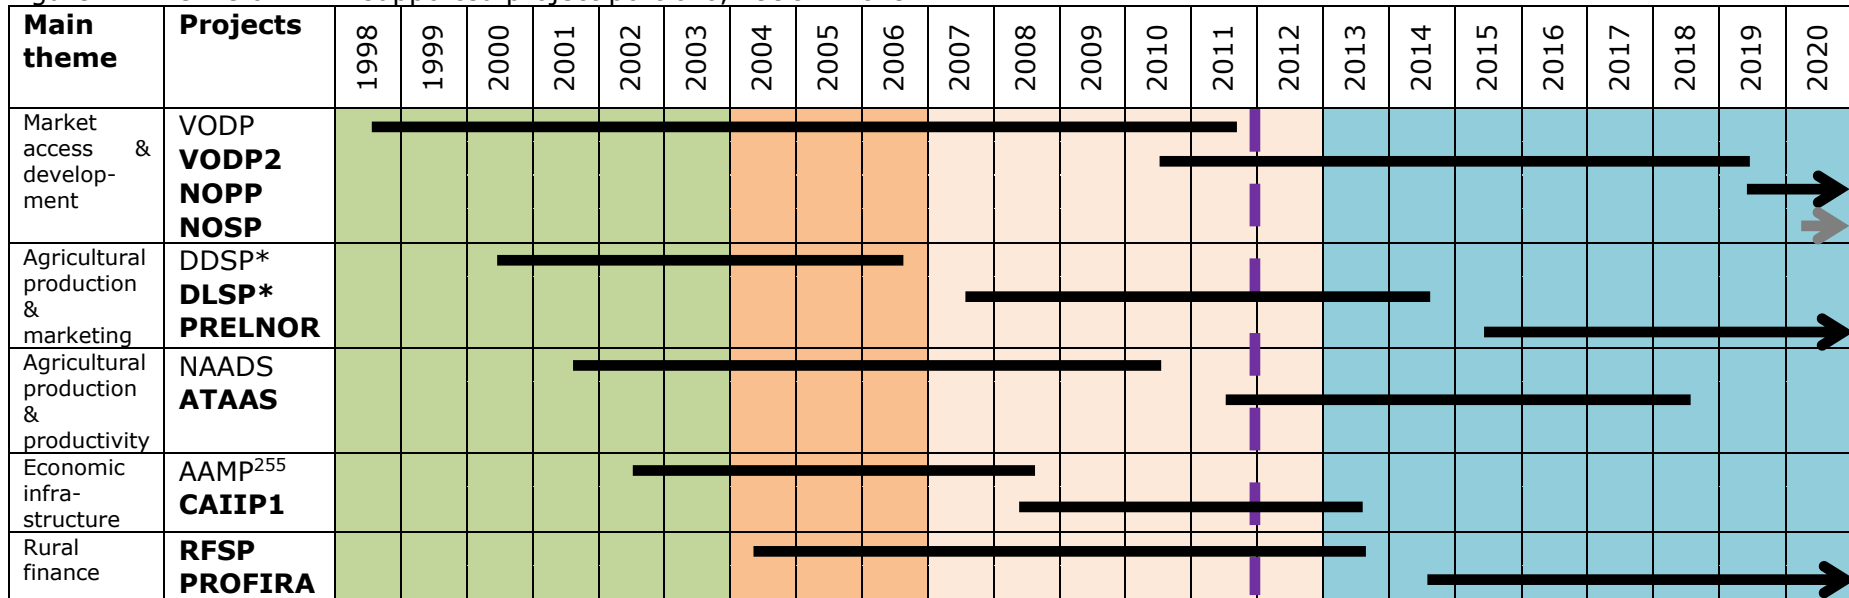 Main theme Projects 1998 1999 2000 2001 2002 2003 2004 2005 2006 2007 2008 2009 2010 2011 2012 2013 2014 2015 2016 2017 2018 2019 2020
Market
access &
develop-
ment
VODP
VODP2
NOPP
NOSP
Agricultural
production
&
marketing
DDSP*
DLSP*
PRELNOR
Agricultural
production
&
productivity
NAADS
ATAAS
Economic
infra-
structure
AAMP255
CAIIP1
Rural
finance
RFSP
PROFIRA